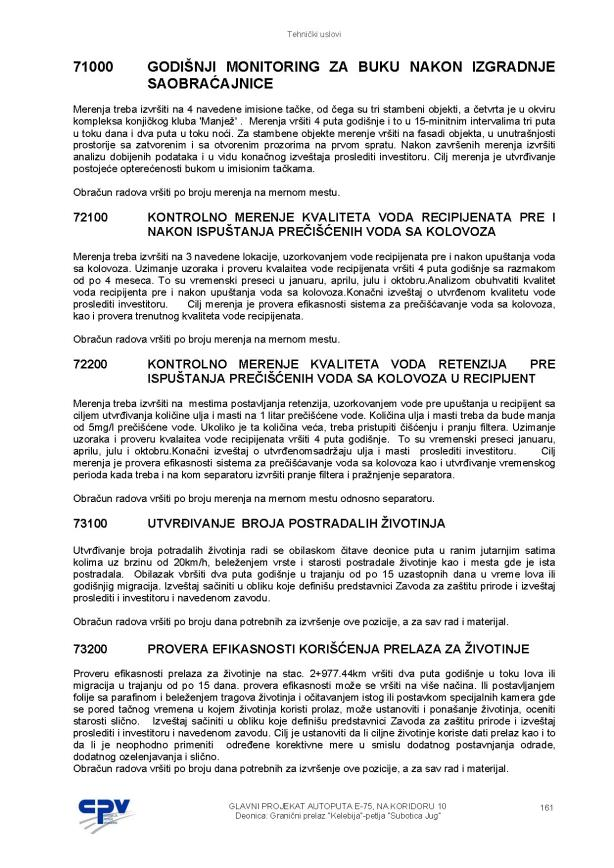 Tehnički uslovi
71000 GODIŠNJI MONITORING ZA BUKU NAKON IZGRADNJE
SAOBRAĆAJNICE
Merenja treba izvršiti na 4 navedene imisione tačke, od čega su tri stambeni objekti, a četvrta je u okviru
kompleksa konjičkog kluba 'Manjež' . Merenja vršiti 4 puta godišnje i to u 15-minitnim intervalima tri puta
u toku dana i dva puta u toku noći. Za stambene objekte merenje vršiti na fasadi objekta, u unutrašnjosti
prostorije sa zatvorenim i sa otvorenim prozorima na prvom spratu. Nakon završenih merenja izvršiti
analizu dobijenih podataka i u vidu konačnog izveštaja proslediti investitoru. Cilj merenja je utvrđivanje
postojeće opterećenosti bukom u imisionim tačkama.
Obračun radova vršiti po broju merenja na mernom mestu.
72100 KONTROLNO MERENJE KVALITETA VODA RECIPIJENATA PRE I
NAKON ISPUŠTANJA PREČIŠĆENIH VODA SA KOLOVOZA
Merenja treba izvršiti na 3 navedene lokacije, uzorkovanjem vode recipijenata pre i nakon upuštanja voda
sa kolovoza. Uzimanje uzoraka i proveru kvalaitea vode recipijenata vršiti 4 puta godišnje sa razmakom
od po 4 meseca. To su vremenski preseci u januaru, aprilu, julu i oktobru.Analizom obuhvatiti kvalitet
voda recipijenta pre i nakon upuštanja voda sa kolovoza.Konačni izveštaj o utvrđenom kvalitetu vode
proslediti investitoru. Cilj merenja je provera efikasnosti sistema za prečišćavanje voda sa kolovoza,
kao i provera trenutnog kvaliteta vode recipijenata.
Obračun radova vršiti po broju merenja na mernom mestu.
72200 KONTROLNO MERENJE KVALITETA VODA RETENZIJA PRE
ISPUŠTANJA PREČIŠĆENIH VODA SA KOLOVOZA U RECIPIJENT
Merenja treba izvršiti na mestima postavljanja retenzija, uzorkovanjem vode pre upuštanja u recipijent sa
ciljem utvrđivanja količine ulja i masti na 1 litar prečišćene vode. Količina ulja i masti treba da bude manja
od 5mg/l prečišćene vode. Ukoliko je ta količina veća, treba pristupiti čišćenju i pranju filtera. Uzimanje
uzoraka i proveru kvalaitea vode recipijenata vršiti 4 puta godišnje. To su vremenski preseci januaru,
aprilu, julu i oktobru.Konačni izveštaj o utvrđenomsadržaju ulja i masti proslediti investitoru. Cilj
merenja je provera efikasnosti sistema za prečišćavanje voda sa kolovoza kao i utvrđivanje vremenskog
perioda kada treba i na kom separatoru izvršiti pranje filtera i pražnjenje separatora.
Obračun radova vršiti po broju merenja na mernom mestu odnosno separatoru.
73100 UTVRĐIVANJE BROJA POSTRADALIH ŽIVOTINJA
Utvrđivanje broja potradalih životinja radi se obilaskom čitave deonice puta u ranim jutarnjim satima
kolima uz brzinu od 20km/h, beleženjem vrste i starosti postradale životinje kao i mesta gde je ista
postradala. Obilazak vbršiti dva puta godišnje u trajanju od po 15 uzastopnih dana u vreme lova ili
godišnjig migracija. Izveštaj sačiniti u obliku koje definišu predstavnici Zavoda za zaštitu prirode i izveštaj
proslediti i investitoru i navedenom zavodu.
Obračun radova vršiti po broju dana potrebnih za izvršenje ove pozicije, a za sav rad i materijal.
73200 PROVERA EFIKASNOSTI KORIŠĆENJA PRELAZA ZA ŽIVOTINJE
Proveru efikasnosti prelaza za životinje na stac. 2+977.44km vršiti dva puta godišnje u toku lova ili
migracija u trajanju od po 15 dana. provera efikasnosti može se vršiti na više načina. Ili postavljanjem
folije sa parafinom i beleženjem tragova životinja i očitavanjem istog ili postavkom specijalnih kamera gde
se pored tačnog vremena u kojem životinja koristi prolaz, može ustanoviti i ponašanje životinja, oceniti
starosti slično. Izveštaj sačiniti u obliku koje definišu predstavnici Zavoda za zaštitu prirode i izveštaj
proslediti i investitoru i navedenom zavodu. Cilj je ustanoviti da li ciljne životinje koriste dati prelaz kao i to
da li je neophodno primeniti određene korektivne mere u smislu dodatnog postavnjanja odrade,
dodatnog ozelenjavanja i slično.
Obračun radova vršiti po broju dana potrebnih za izvršenje ove pozicije, a za sav rad i materijal.
CPV
GLAVNI PROJEKAT AUTOPUTA E-75, NA KORIDORU 10
Deonica: Granični prelaz "Kelebija"-petlja "Subotica Jug"
161